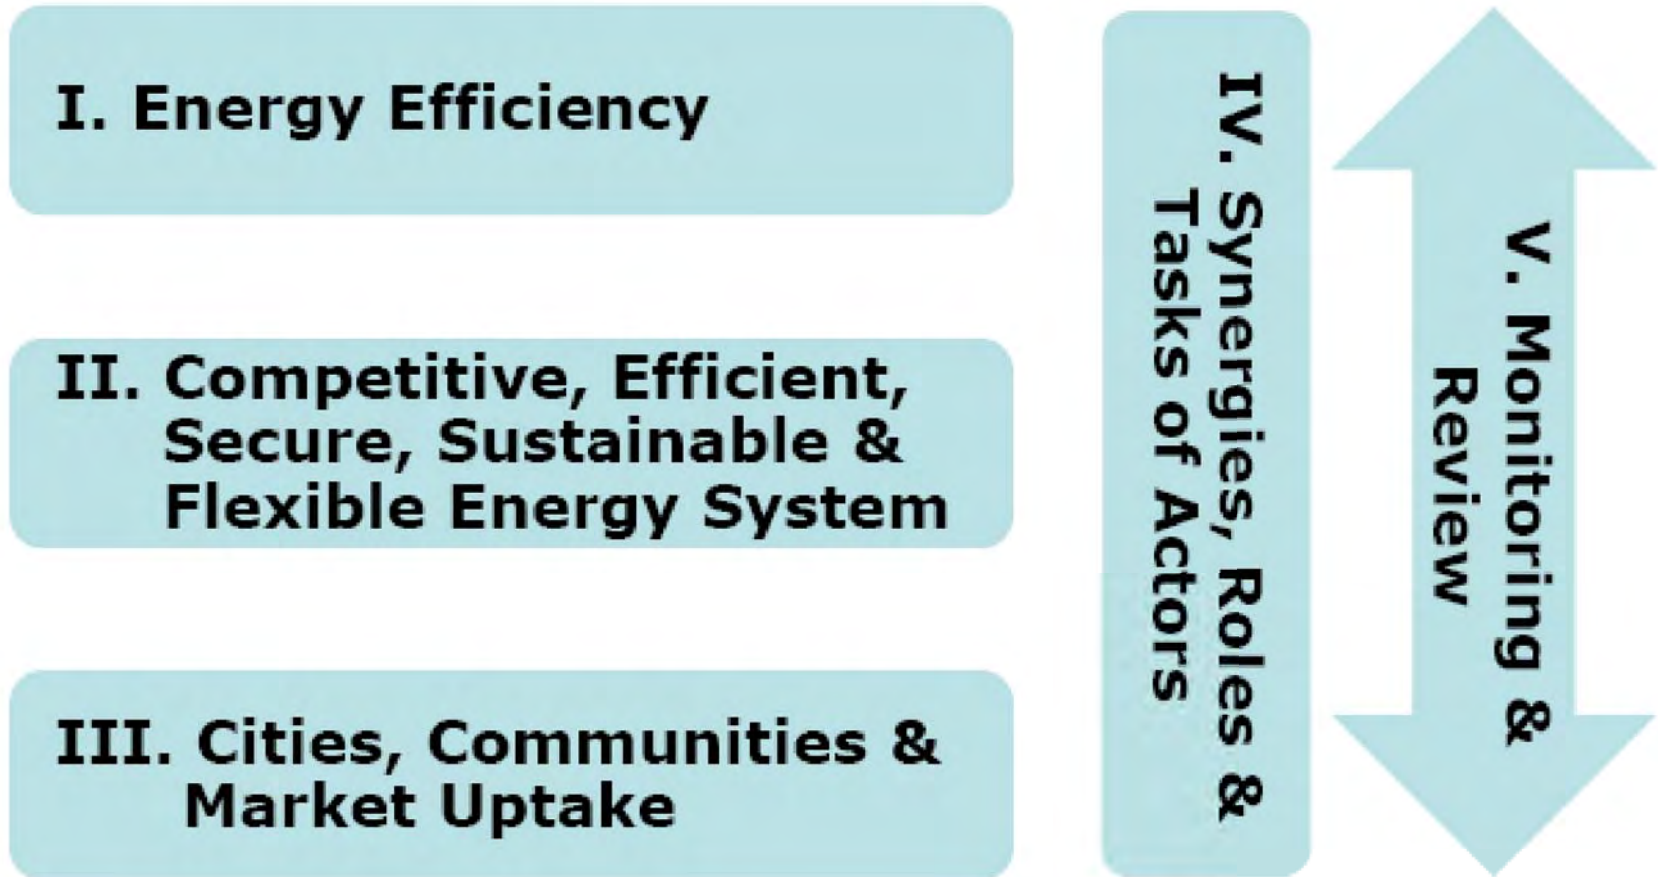 I. Energy Efficiency
II. Competitive, Efficient,
Secure, Sustainable &
Flexible Energy System
III. Cities, Communities &
Market Uptake
IV. Synergies, Roles &
Tasks of Actors
V. Monitoring &
Review